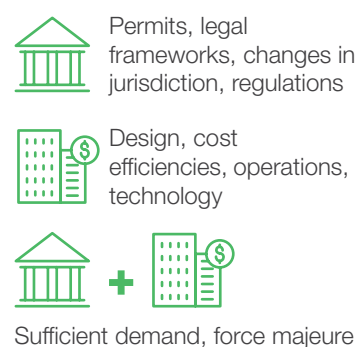 Permits, legal
frameworks, changes in
jurisdiction, regulations
$
Design, cost
efficiencies, operations,
technology
+
$
Sufficient demand, force majeure